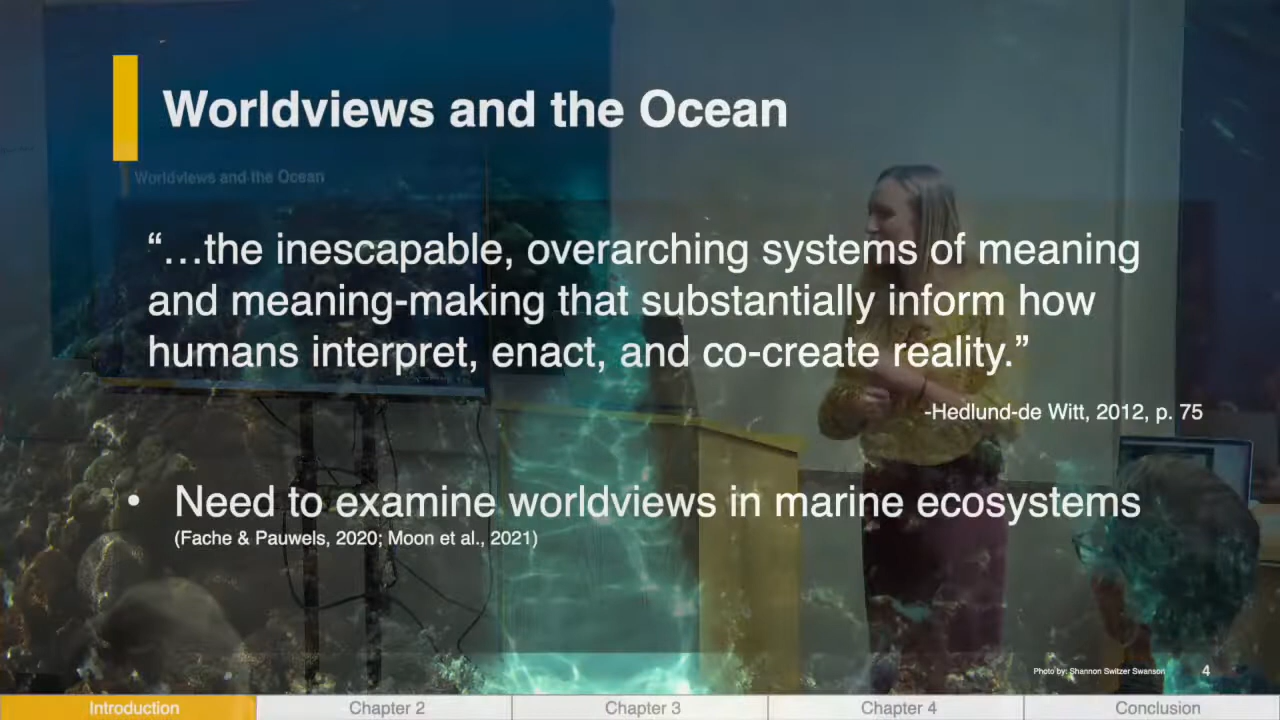 Worldviews and the Ocean
Worldviews and the Ocean
“…the inescapable, overarching systems of meaning
and meaning-making that substantially inform how
humans interpret, enact, and co-create reality.”
-Hedlund-de Witt, 2012, p. 75
• Need to examine worldviews in marine ecosystems
(Fache & Pauwels, 2020; Moon et al., 2021)
Photo by: Shannon Switzer Swanson
4
Introduction
Chapter 2
Chapter 3
Chapter 4
Conclusion